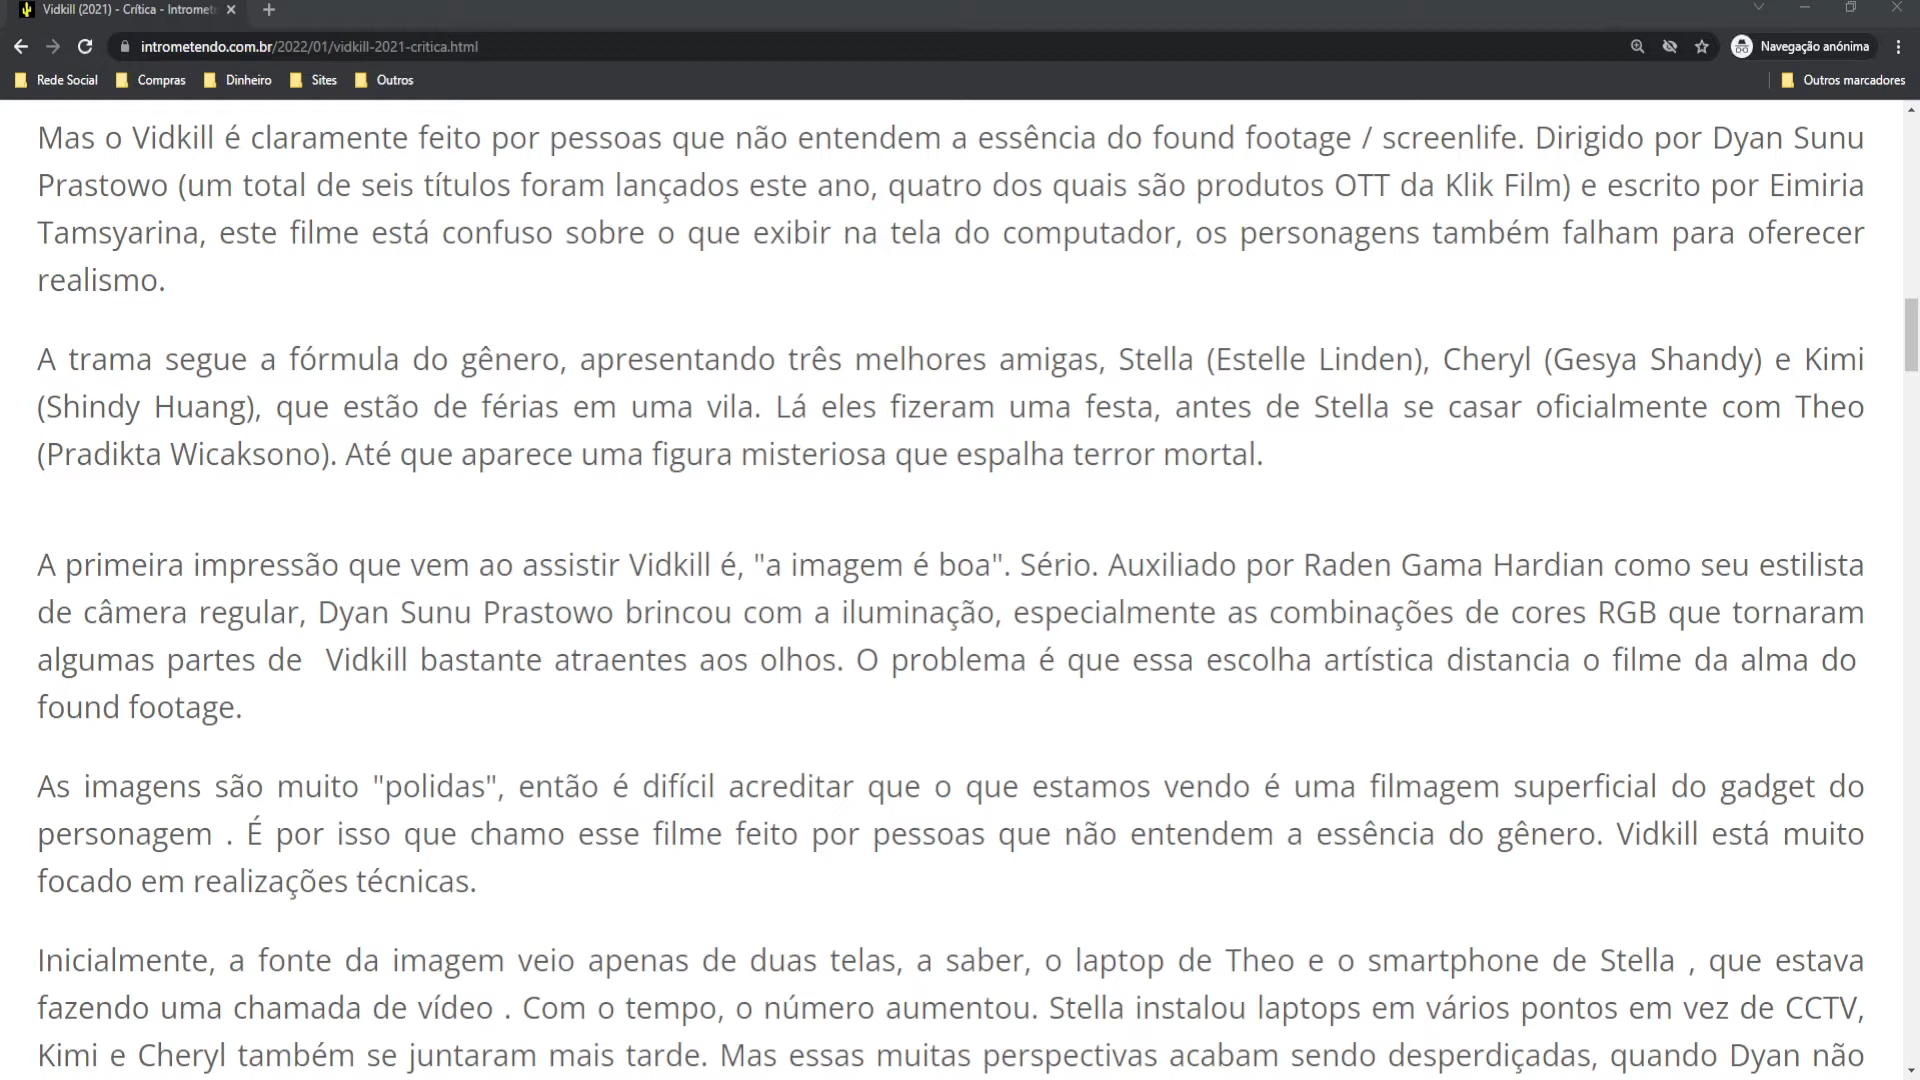 Vidkill (2021) - Crítica - Intromet
intrometendo.com.br/2022/01/vidkill-2021-critica.html
Navegação anónima
Rede Social
Compras
Dinheiro
Sites
Outros
Outros marcadores
Mas o Vidkill é claramente feito por pessoas que não entendem a essência do found footage / screenlife. Dirigido por Dyan Sunu
Prastowo (um total de seis títulos foram lançados este ano, quatro dos quais são produtos OTT da Klik Film) e escrito por Eimiria
Tamsyarina, este filme está confuso sobre o que exibir na tela do computador, os personagens também falham para oferecer
realismo.
A trama segue a fórmula do gênero, apresentando três melhores amigas, Stella (Estelle Linden), Cheryl (Gesya Shandy) e Kimi
(Shindy Huang), que estão de férias em uma vila. Lá eles fizeram uma festa, antes de Stella se casar oficialmente com Theo
(Pradikta Wicaksono). Até que aparece uma figura misteriosa que espalha terror mortal.
A primeira impressão que vem ao assistir Vidkill é, "a imagem é boa". Sério. Auxiliado por Raden Gama Hardian como seu estilista
de câmera regular, Dyan Sunu Prastowo brincou com a iluminação, especialmente as combinações de cores RGB que tornaram
algumas partes de Vidkill bastante atraentes aos olhos. O problema é que essa escolha artística distancia o filme da alma do
found footage.
As imagens são muito "polidas", então é difícil acreditar que o que estamos vendo é uma filmagem superficial do gadget do
personagem . É por isso que chamo esse filme feito por pessoas que não entendem a essência do gênero. Vidkill está muito
focado em realizações técnicas.
Inicialmente, a fonte da imagem veio apenas de duas telas, a saber, o laptop de Theo e o smartphone de Stella , que estava
fazendo uma chamada de vídeo . Com o tempo, o número aumentou. Stella instalou laptops em vários pontos em vez de CCTV,
Kimi e Cheryl também se juntaram mais tarde. Mas essas muitas perspectivas acabam sendo desperdiçadas, quando Dyan não